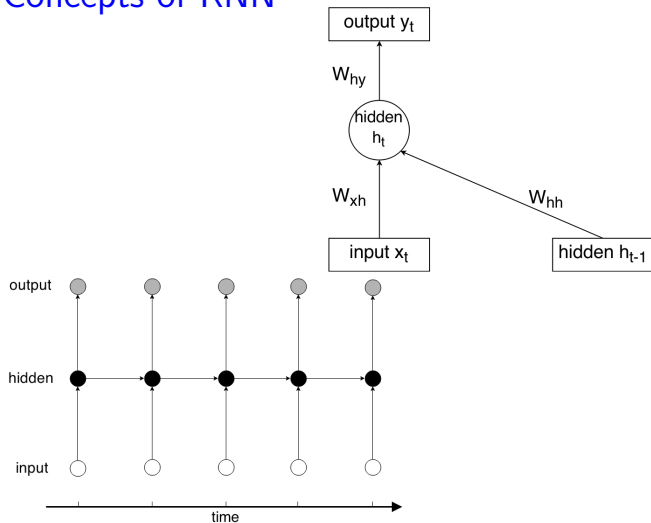 Concepts of RNN
output yt
Why
hidden
ht
Wxh
Whh
input xt
hidden ht-1
output
hidden
input
time